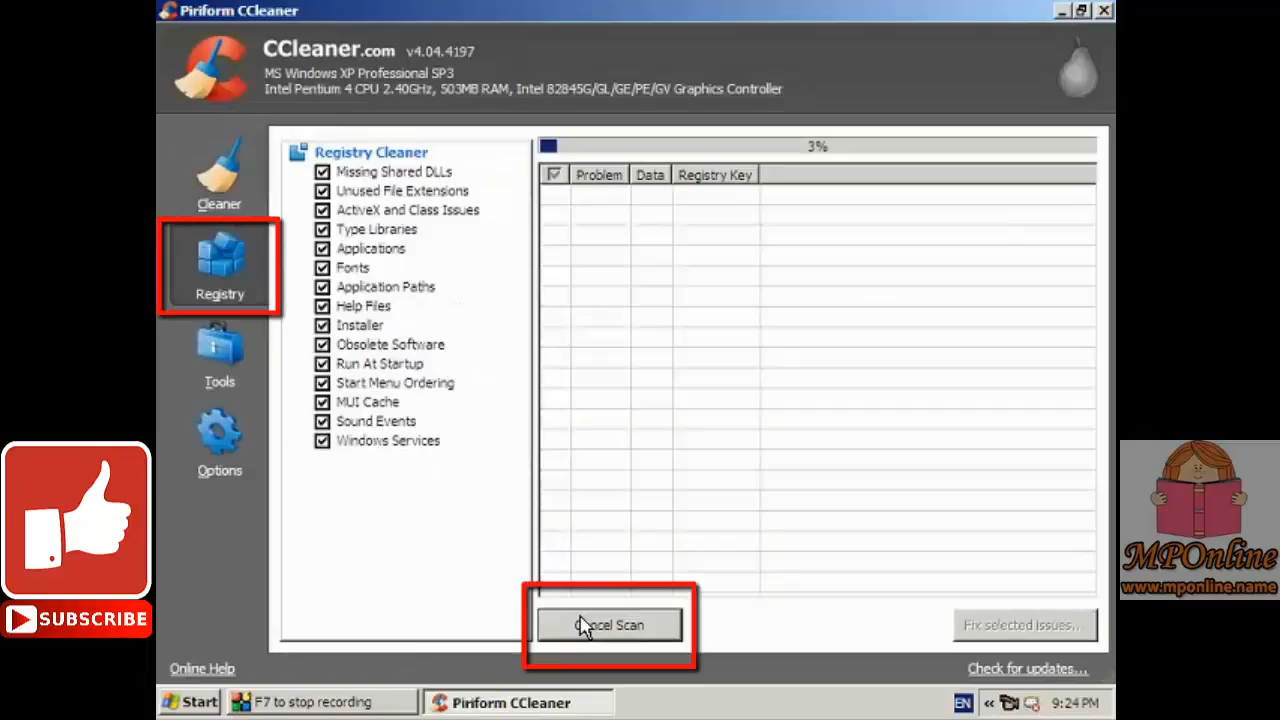 Piriform CCleaner
CCleaner.com v4.04.4197
MS Windows XP Professional SP3
Intel Pentium 4 CPU 2.40GHz, 503MB RAM, Intel 82845G/GL/GE/PE/GV Graphics Controller
Cleaner
Registry
Tools
Options
Registry Cleaner
Missing Shared DLLs
Unused File Extensions
ActiveX and Class Issues
Type Libraries
Applications
Fonts
Application Paths
Help Files
Installer
Obsolete Software
Run At Startup
Start Menu Ordering
MUI Cache
Sound Events
Windows Services
3%
Problem Data Registry Key
Cancel Scan
Fix selected issues...
Online Help
Check for updates...
SUBSCRIBE
MPOnline
www.mponline.name
Start
F7 to stop recording
Piriform CCleaner
EN
9:24 PM